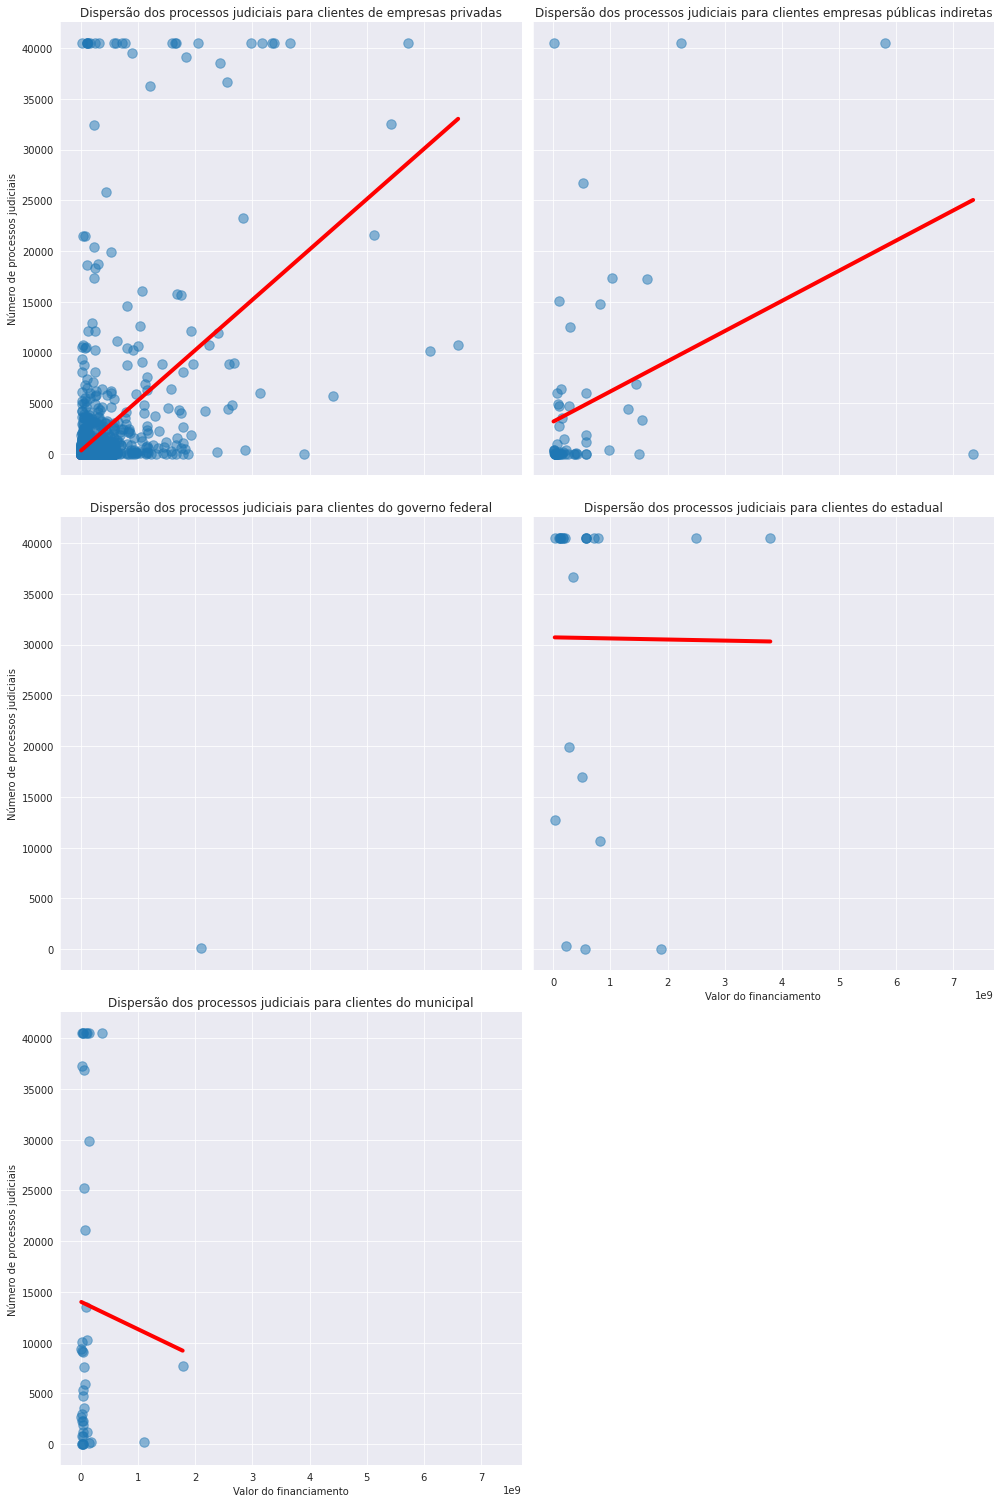 Dispersão dos processos judiciais para clientes de empresas privadas
Dispersão dos processos judiciais para clientes empresas públicas indiretas
40000
35000
30000
25000
20000
15000
10000
5000
0
Número de processos judiciais
Dispersão dos processos judiciais para clientes do governo federal
Dispersão dos processos judiciais para clientes do estadual
40000
35000
30000
25000
20000
15000
10000
5000
0
Número de processos judiciais
0 1 2 3 4 5 6 7
1e9
Valor do financiamento
Dispersão dos processos judiciais para clientes do municipal
40000
35000
30000
25000
20000
15000
10000
5000
0
Número de processos judiciais
0 1 2 3 4 5 6 7
1e9
Valor do financiamento